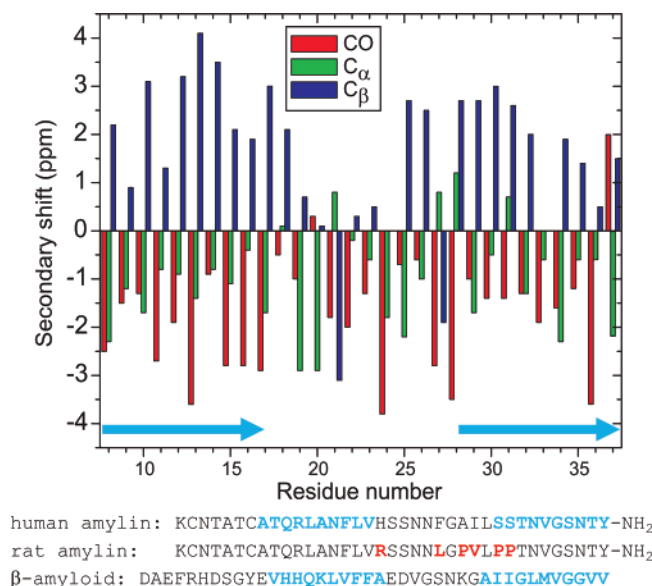 CO
Cα
Cβ
4
3
2
1
0
-1
-2
-3
-4
Secondary shift (ppm)
10 15 20 25 30 35
Residue number
human amylin: KCNTATCATQRLANFLVHSSNNFGAILSSTNVGSNTY-NH2
rat amylin: KCNTATCATQRLANFLVRSSNNLGPVLPPTNVGSNTY-NH2
β-amyloid: DAEFRHDSGYEVHHQKLVFFAEDVGSNKGAIIGLMVGGVV